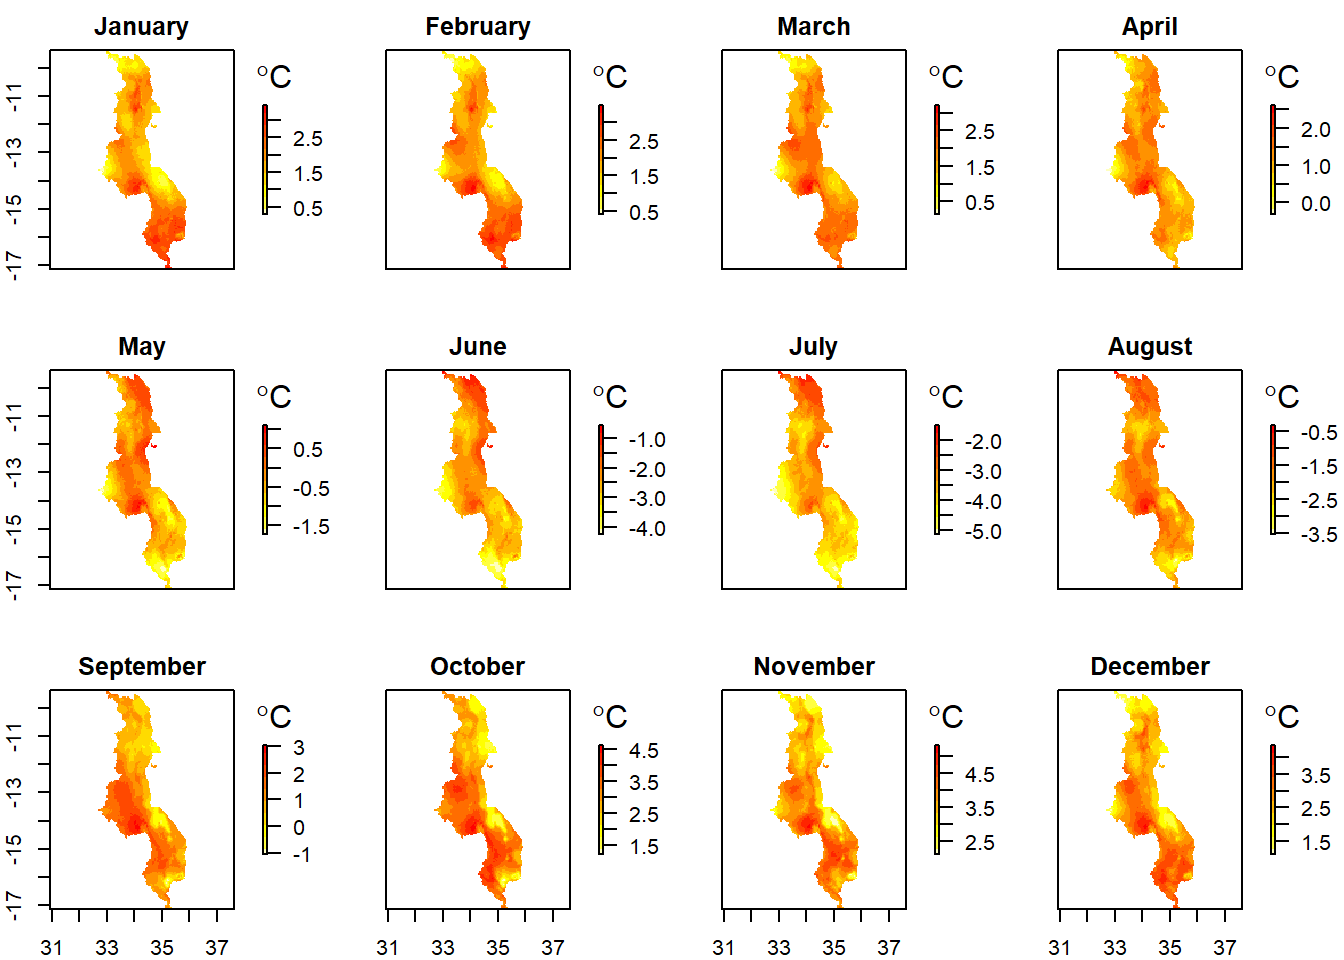 January February March April
°C °C °C °C
-11 2.5 2.5 2.5 2.0
-13 1.5 1.5 1.5 1.0
-15 0.5 0.5 0.5 0.0
-17
May June July August
°C °C °C °C
-11 0.5 -1.0 -2.0 -0.5
-13 -0.5 -2.0 -3.0 -1.5
-15 -1.5 -3.0 -4.0 -2.5
-17 -4.0 -5.0 -3.5
September October November December
°C °C °C °C
-11 3 4.5 4.5 3.5
-13 2 3.5 3.5 2.5
-15 1 2.5 2.5 1.5
-17 0 1.5
-1
31 33 35 37 31 33 35 37 31 33 35 37 31 33 35 37